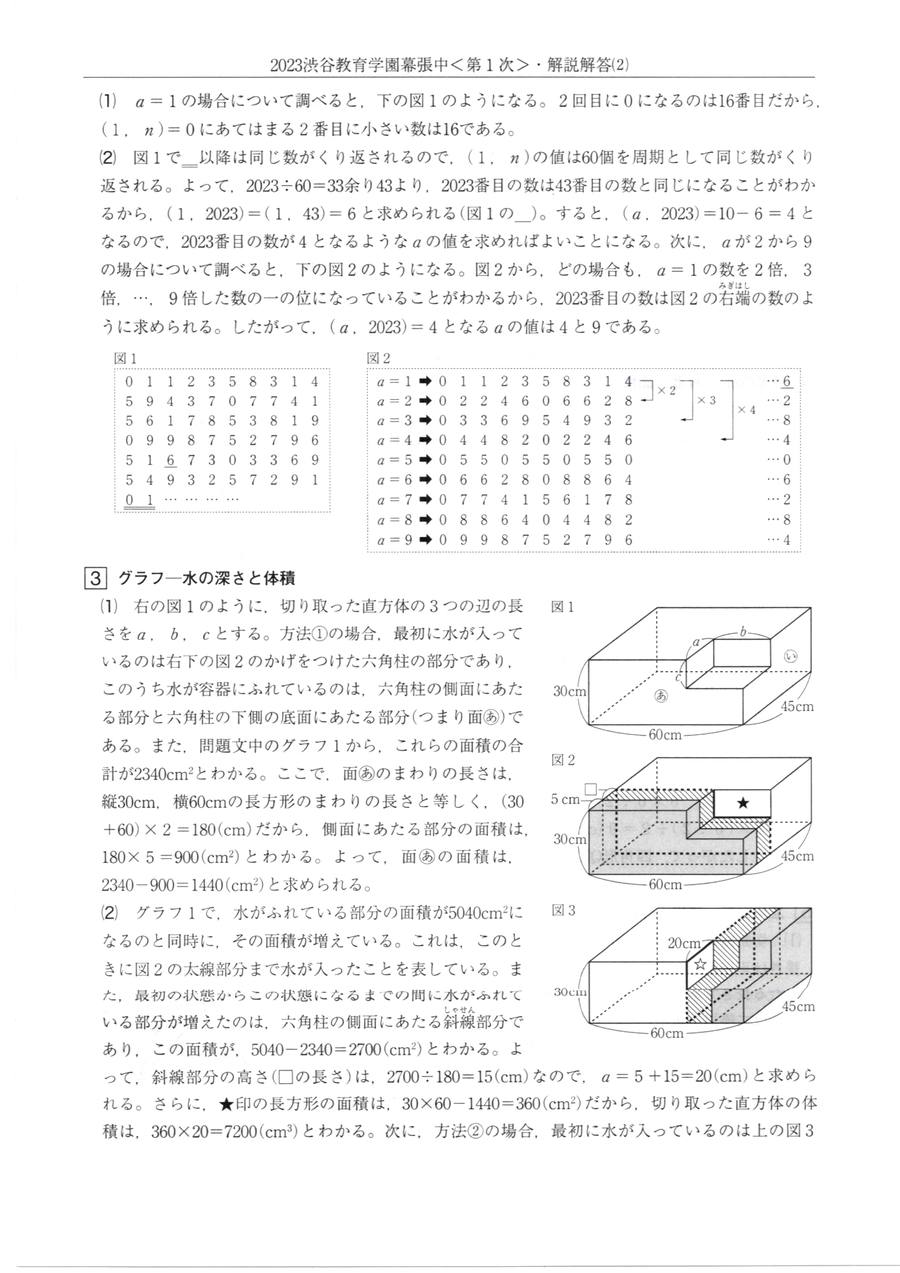 2023渋谷教育学園幕張中<第1次>・解説解答(2)
(1) a=1の場合について調べると,下の図1のようになる。2回目に0になるのは16番目だから,
(1, n)=0にあてはまる2番目に小さい数は16である。
(2) 図1で__以降は同じ数がくり返されるので,(1, n)の値は60個を周期として同じ数がくり
返される。よって,2023÷60=33余り43より,2023番目の数は43番目の数と同じになることがわか
るから,(1, 2023)=(1, 43)=6と求められる(図1の__)。すると,(a, 2023)=10-6=4と
なるので,2023番目の数が4となるようなaの値を求めればよいことになる。次に,aが2から9
の場合について調べると,下の図2のようになる。図2から,どの場合も,a=1の数を2倍,3
みぎはし
倍,…,9倍した数の一の位になっていることがわかるから,2023番目の数は図2の右端の数のよ
うに求められる。したがって,(a, 2023)=4となるaの値は4と9である。
図1
0 1 1 2 3 5 8 3 1 4
5 9 4 3 7 0 7 7 4 1
5 6 1 7 8 5 3 8 1 9
0 9 9 8 7 5 2 7 9 6
5 1 6 7 3 0 3 3 6 9
5 4 9 3 2 5 7 2 9 1
0 1 … … … …
図2
a=1 ➡ 0 1 1 2 3 5 8 3 1 4 …6
a=2 ➡ 0 2 2 4 6 0 6 6 2 8 …2
a=3 ➡ 0 3 3 6 9 5 4 9 3 2 …8
a=4 ➡ 0 4 4 8 2 0 2 2 4 6 …4
a=5 ➡ 0 5 5 0 5 5 0 5 5 0 …0
a=6 ➡ 0 6 6 2 8 0 8 8 6 4 …6
a=7 ➡ 0 7 7 4 1 5 6 1 7 8 …2
a=8 ➡ 0 8 8 6 4 0 4 4 8 2 …8
a=9 ➡ 0 9 9 8 7 5 2 7 9 6 …4
×2
×3
×4
3 グラフ―水の深さと体積
(1) 右の図1のように,切り取った直方体の3つの辺の長
さをa, b, cとする。方法①の場合,最初に水が入って
いるのは右下の図2のかげをつけた六角柱の部分であり,
このうち水が容器にふれているのは,六角柱の側面にあた
る部分と六角柱の下側の底面にあたる部分(つまり面㋐)で
ある。また,問題文中のグラフ1から,これらの面積の合
計が2340cm²とわかる。ここで,面㋐のまわりの長さは,
縦30cm,横60cmの長方形のまわりの長さと等しく,(30
+60)×2=180(cm)だから,側面にあたる部分の面積は,
180×5=900(cm²)とわかる。よって,面㋐の面積は,
2340-900=1440(cm²)と求められる。
(2) グラフ1で,水がふれている部分の面積が5040cm²に
なるのと同時に,その面積が増えている。これは,このと
きに図2の太線部分まで水が入ったことを表している。ま
た,最初の状態からこの状態になるまでの間に水がふれて
しゃせん
いる部分が増えたのは,六角柱の側面にあたる斜線部分で
あり,この面積が,5040-2340=2700(cm²)とわかる。よ
って,斜線部分の高さ(□の長さ)は,2700÷180=15(cm)なので,a=5+15=20(cm)と求めら
れる。さらに,★印の長方形の面積は,30×60-1440=360(cm²)だから,切り取った直方体の体
積は,360×20=7200(cm³)とわかる。次に,方法②の場合,最初に水が入っているのは上の図3
図1
a
b
c
あ
い
30cm
45cm
60cm
図2
□
5cm
★
30cm
45cm
60cm
図3
20cm
☆
30cm
45cm
60cm